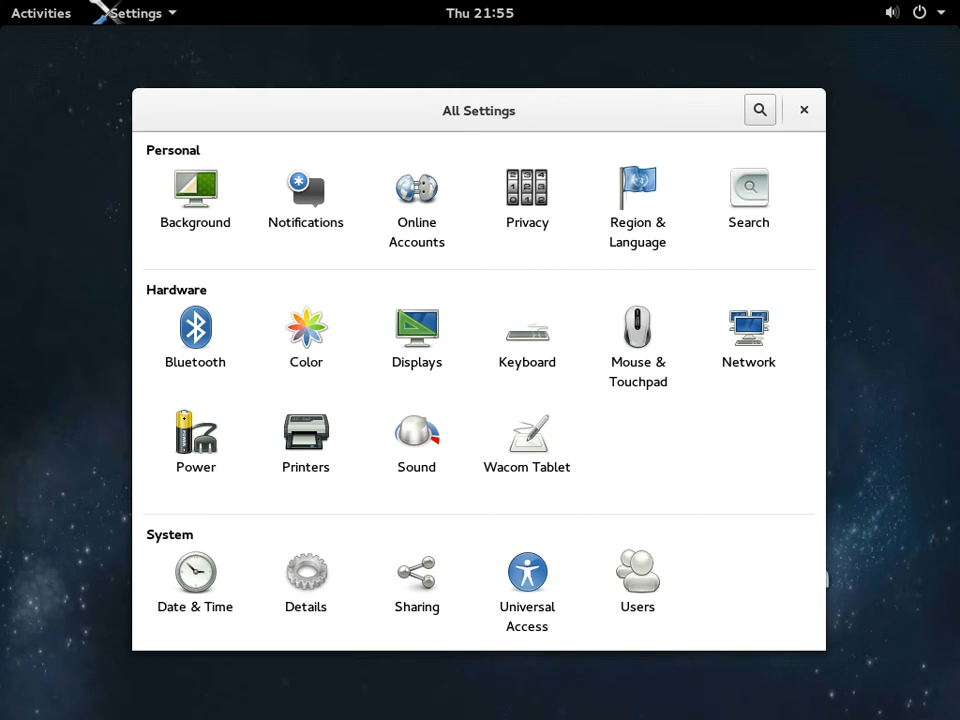 Activities Settings Thu 21:55
All Settings
Personal
Background Notifications Online Privacy Region & Search
Accounts Language
Hardware
Bluetooth Color Displays Keyboard Mouse & Network
Touchpad
Power Printers Sound Wacom Tablet
System
Date & Time Details Sharing Universal Users
Access